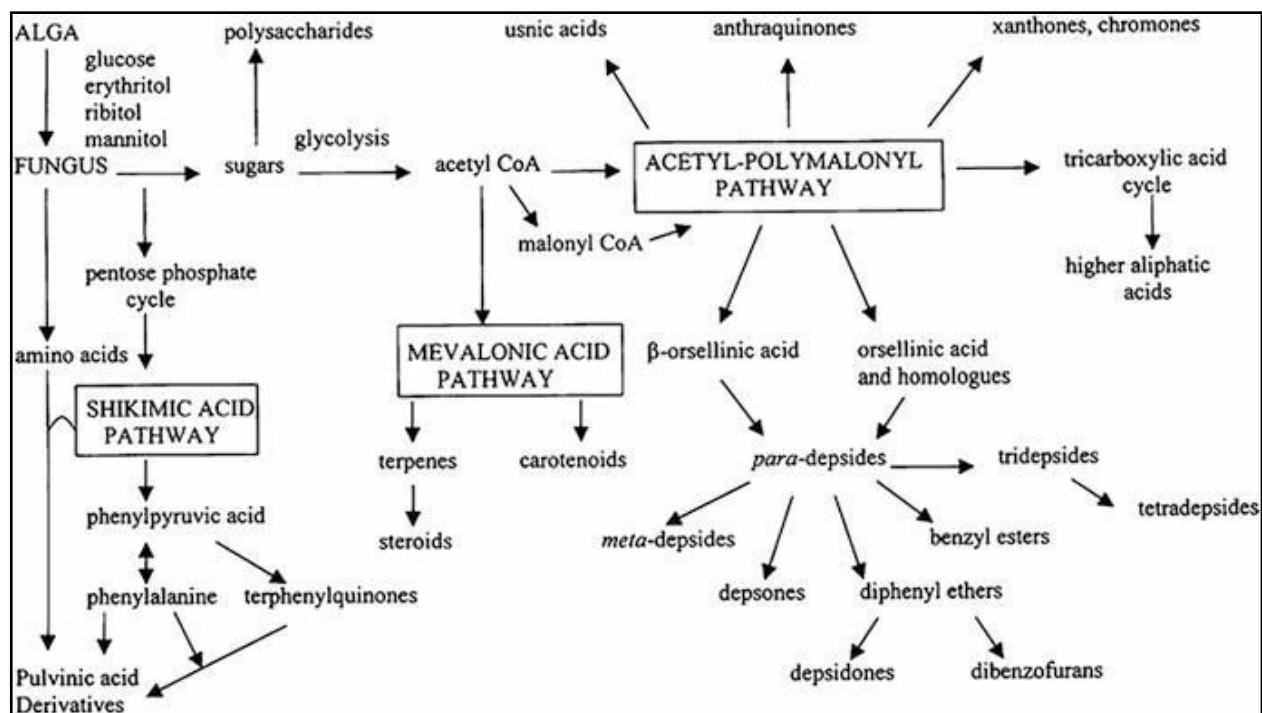 ALGA
glucose
erythritol
ribitol
mannitol
FUNGUS
polysaccharides
sugars
glycolysis
acetyl CoA
malonyl CoA
usnic acids
anthraquinones
xanthones, chromones
ACETYL-POLYMALONYL
PATHWAY
tricarboxylic acid
cycle
higher aliphatic
acids
pentose phosphate
cycle
amino acids
SHIKIMIC ACID
PATHWAY
phenylpyruvic acid
phenylalanine
terphenylquinones
Pulvinic acid
Derivatives
MEVALONIC ACID
PATHWAY
terpenes
carotenoids
steroids
β-orsellinic acid
orsellinic acid
and homologues
para-depsides
tridepsides
tetradepsides
meta-depsides
benzyl esters
depsones
diphenyl ethers
depsidones
dibenzofurans